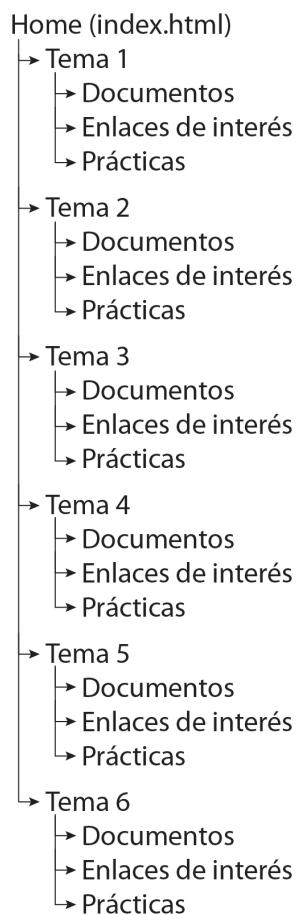 Home (index.html)
Tema 1
Documentos
Enlaces de interés
Prácticas
Tema 2
Documentos
Enlaces de interés
Prácticas
Tema 3
Documentos
Enlaces de interés
Prácticas
Tema 4
Documentos
Enlaces de interés
Prácticas
Tema 5
Documentos
Enlaces de interés
Prácticas
Tema 6
Documentos
Enlaces de interés
Prácticas